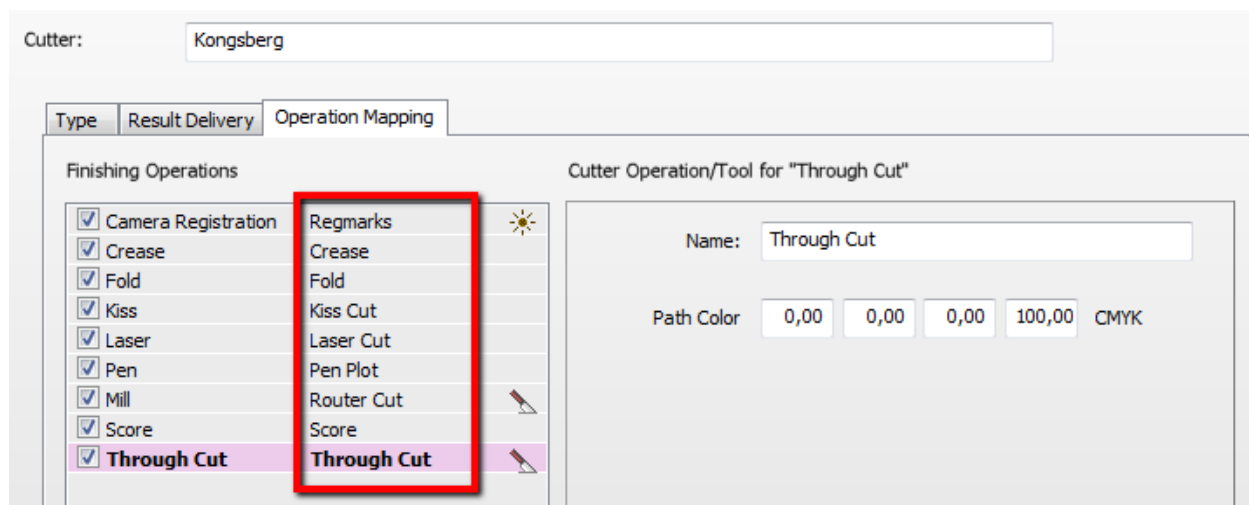 Cutter: Kongsberg
Type Result Delivery Operation Mapping
Finishing Operations Cutter Operation/Tool for "Through Cut"
Camera Registration Regmarks
Crease Crease
Fold Fold
Kiss Kiss Cut
Laser Laser Cut
Pen Pen Plot
Mill Router Cut
Score Score
Through Cut Through Cut
Name: Through Cut
Path Color 0,00 0,00 0,00 100,00 CMYK